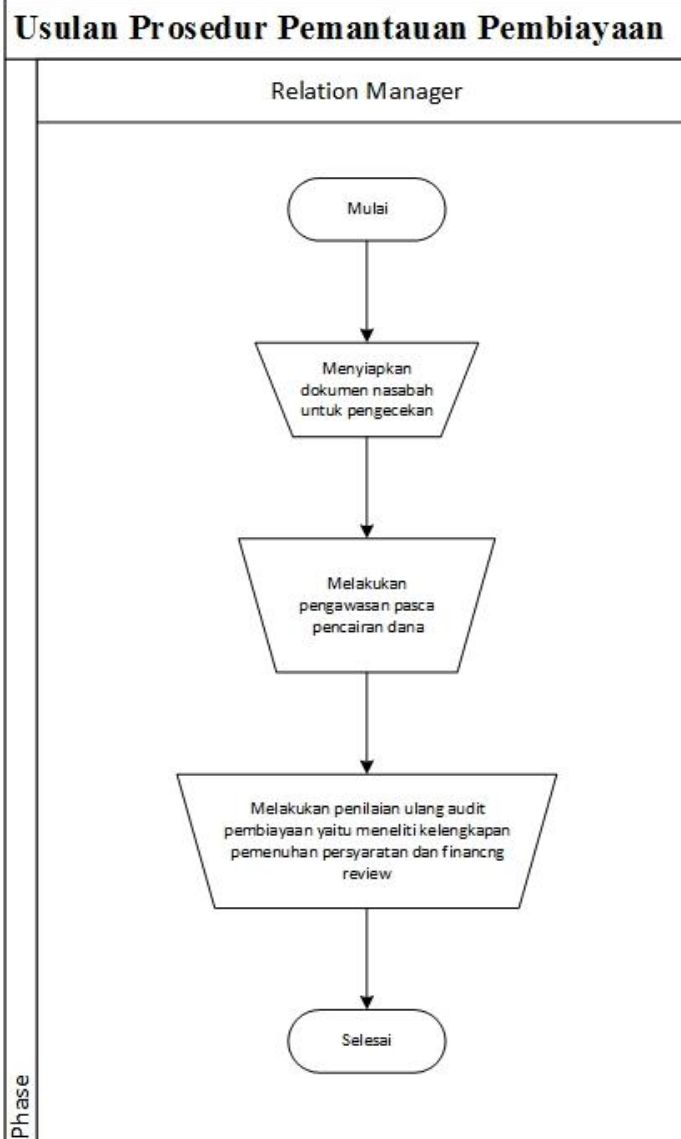 Usulan Prosedur Pemantauan Pembiayaan
Relation Manager
Mulai
Menyiapkan
dokumen nasabah
untuk pengecekan
Melakukan
pengawasan pasca
pencairan dana
Melakukan penilaian ulang audit
pembiayaan yaitu meneliti kelengkapan
pemenuhan persyaratan dan financng
review
Selesai
Phase